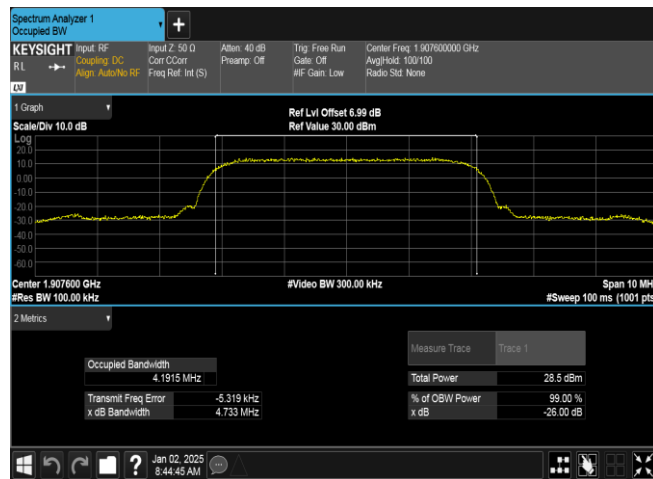 Spectrum Analyzer 1
Occupied BW
+
KEYSIGHT Input: RF Input Z: 50 Ω Atten: 40 dB Trig: Free Run Center Freq: 1.907600000 GHz
RL Coupling: DC Corr CCorr Preamp: Off Gate: Off Avg|Hold: 100/100
Align: Auto/No RF Freq Ref: Int (S) #IF Gain: Low Radio Std: None
LXI
1 Graph
Ref Lvl Offset 6.99 dB
Scale/Div 10.0 dB Ref Value 30.00 dBm
Log
20.0
10.0
0.00
-10.0
-20.0
-30.0
-40.0
-50.0
-60.0
Center 1.907600 GHz #Video BW 300.00 kHz Span 10 MH
#Res BW 100.00 kHz #Sweep 100 ms (1001 pts
2 Metrics
Measure Trace Trace 1
Occupied Bandwidth
4.1915 MHz Total Power 28.5 dBm
Transmit Freq Error -5.319 kHz % of OBW Power 99.00 %
x dB Bandwidth 4.733 MHz x dB -26.00 dB
? Jan 02, 2025
8:44:45 AM